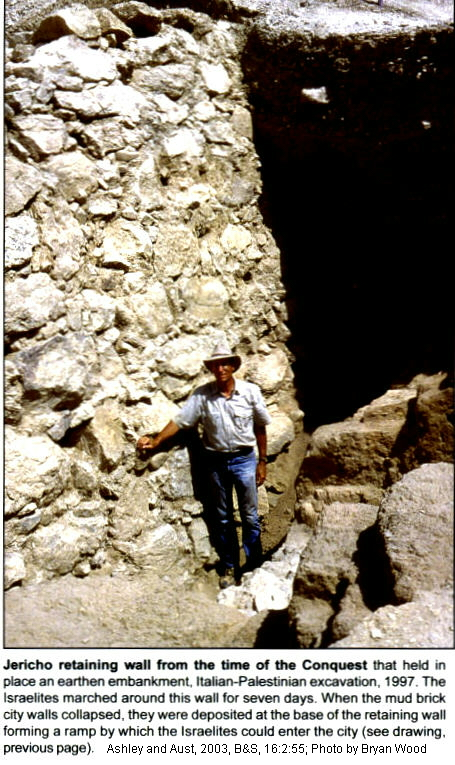 Jericho retaining wall from the time of the Conquest that held in
place an earthen embankment, Italian-Palestinian excavation, 1997. The
Israelites marched around this wall for seven days. When the mud brick
city walls collapsed, they were deposited at the base of the retaining wall
forming a ramp by which the Israelites could enter the city (see drawing,
previous page). Ashley and Aust, 2003, B&S, 16:2:55; Photo by Bryan Wood